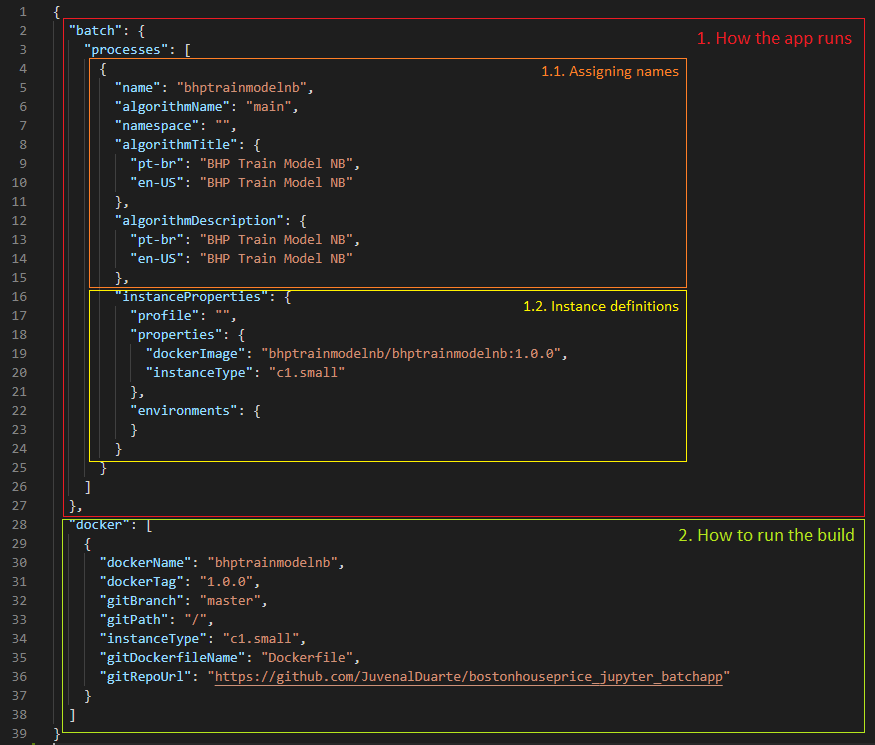 1 {
2 "batch": {
1. How the app runs
3 "processes": [
4 {
1.1. Assigning names
5 "name": "bhptrainmodelnb",
6 "algorithmName": "main",
7 "namespace": "",
8 "algorithmTitle": {
9 "pt-br": "BHP Train Model NB",
10 "en-US": "BHP Train Model NB"
11 },
12 "algorithmDescription": {
13 "pt-br": "BHP Train Model NB",
14 "en-US": "BHP Train Model NB"
15 },
16 "instanceProperties": {
1.2. Instance definitions
17 "profile": "",
18 "properties": {
19 "dockerImage": "bhptrainmodelnb/bhptrainmodelnb:1.0.0",
20 "instanceType": "c1.small"
21 },
22 "environments": {
23 }
24 }
25 }
26 ]
27 },
28 "docker": [
2. How to run the build
29 {
30 "dockerName": "bhptrainmodelnb",
31 "dockerTag": "1.0.0",
32 "gitBranch": "master",
33 "gitPath": "/",
34 "instanceType": "c1.small",
35 "gitDockerfileName": "Dockerfile",
36 "gitRepoUrl": "https://github.com/JuvenalDuarte/bostonhouseprice_jupyter_batchapp"
37 }
38 ]
39 }